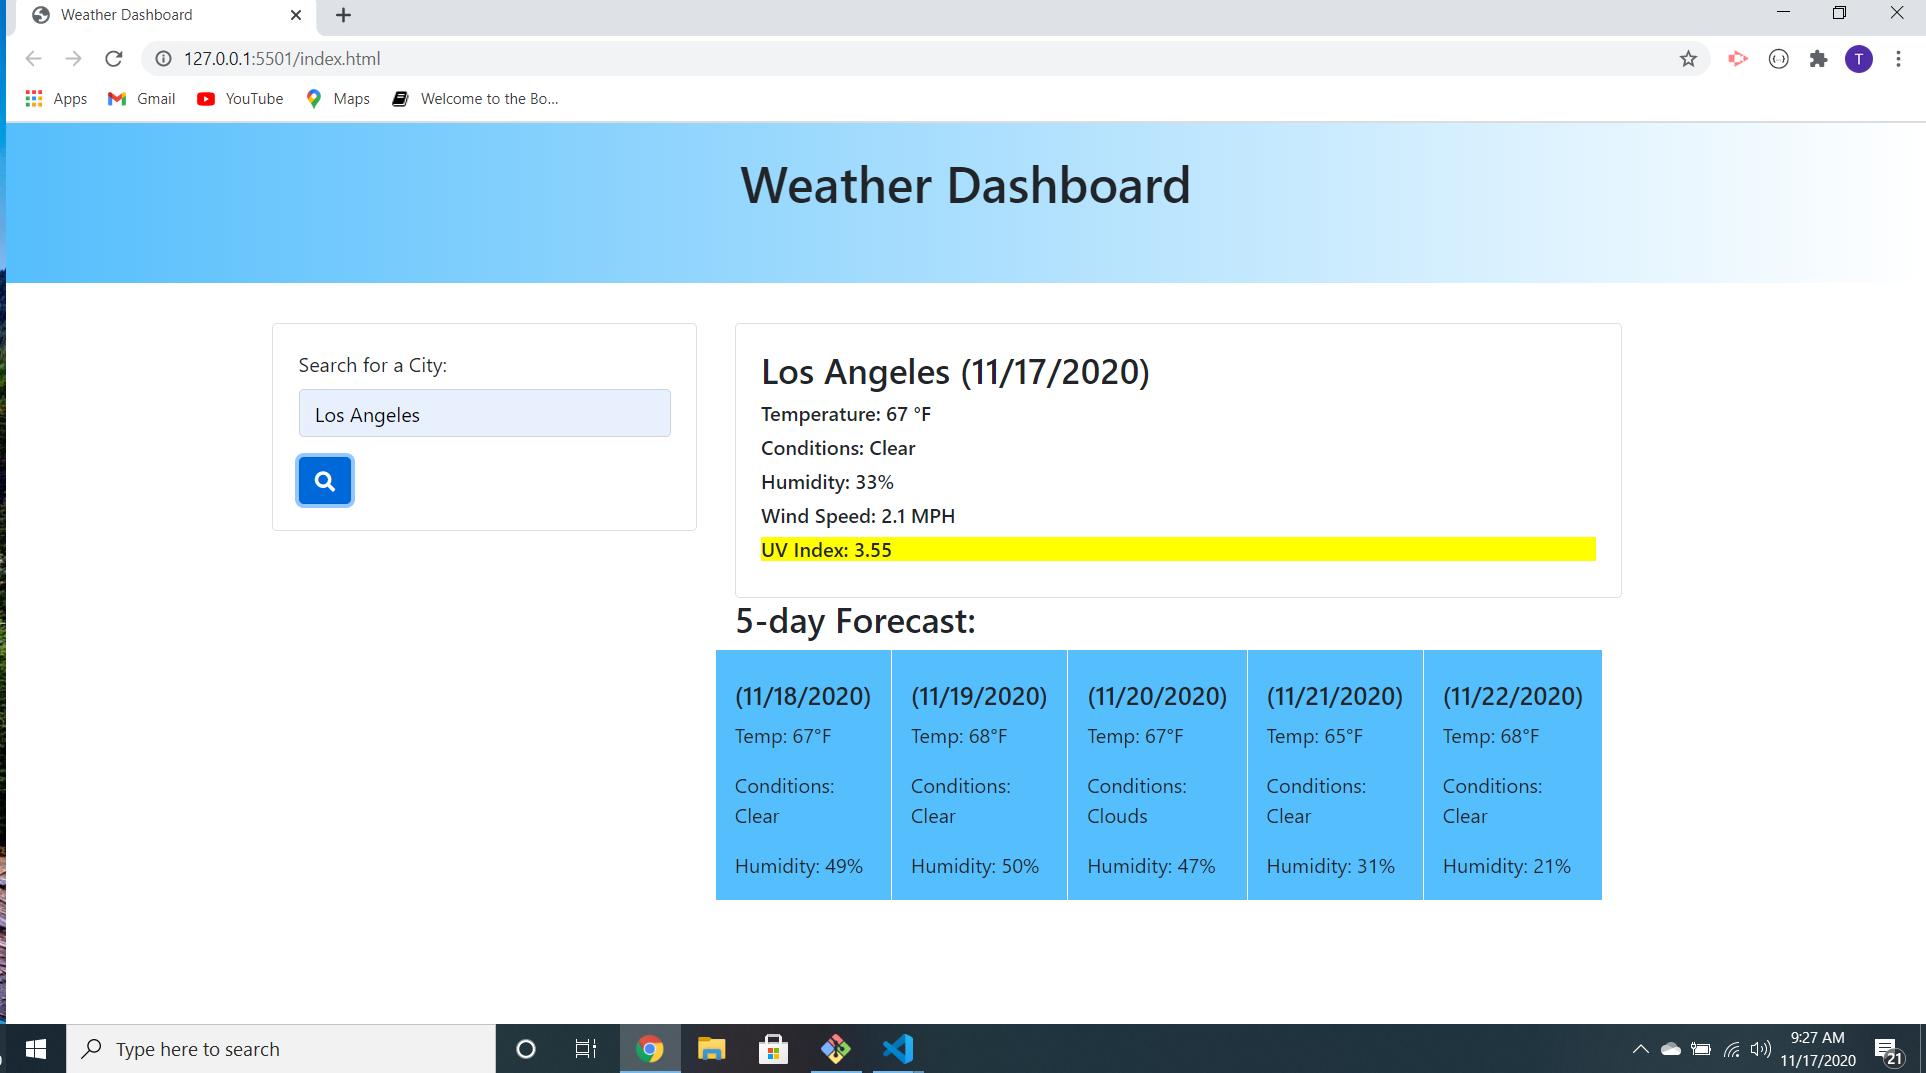 Weather Dashboard
127.0.0.1:5501/index.html
T
Apps Gmail YouTube Maps Welcome to the Bo...
Weather Dashboard
Search for a City:
Los Angeles
Los Angeles (11/17/2020)
Temperature: 67 °F
Conditions: Clear
Humidity: 33%
Wind Speed: 2.1 MPH
UV Index: 3.55
5-day Forecast:
(11/18/2020) (11/19/2020) (11/20/2020) (11/21/2020) (11/22/2020)
Temp: 67°F Temp: 68°F Temp: 67°F Temp: 65°F Temp: 68°F
Conditions: Conditions: Conditions: Conditions: Conditions:
Clear Clear Clouds Clear Clear
Humidity: 49% Humidity: 50% Humidity: 47% Humidity: 31% Humidity: 21%
Type here to search
9:27 AM
11/17/2020
21